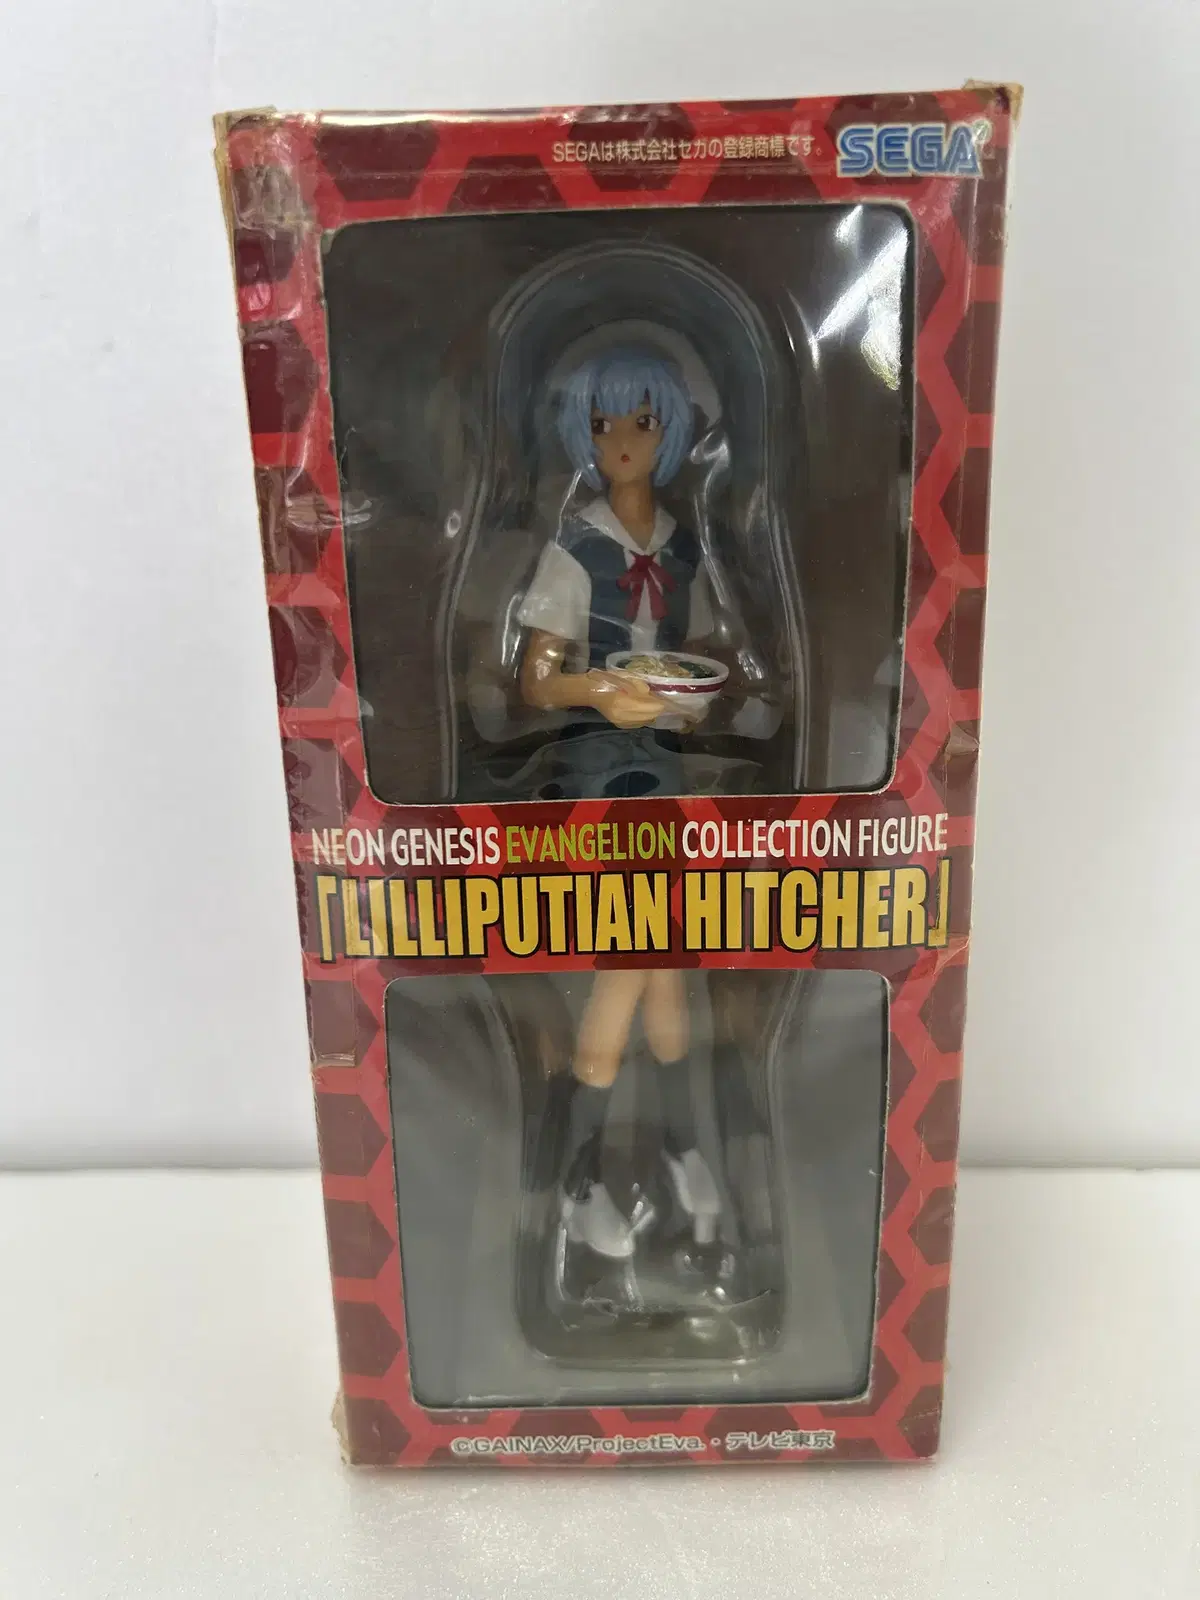 SEGAは株式会社セガの登録商標です。 SEGA®
NEON GENESIS EVANGELION COLLECTION FIGURE
「LILLIPUTIAN HITCHER」
©GAINAX/ProjectEva.・テレビ東京